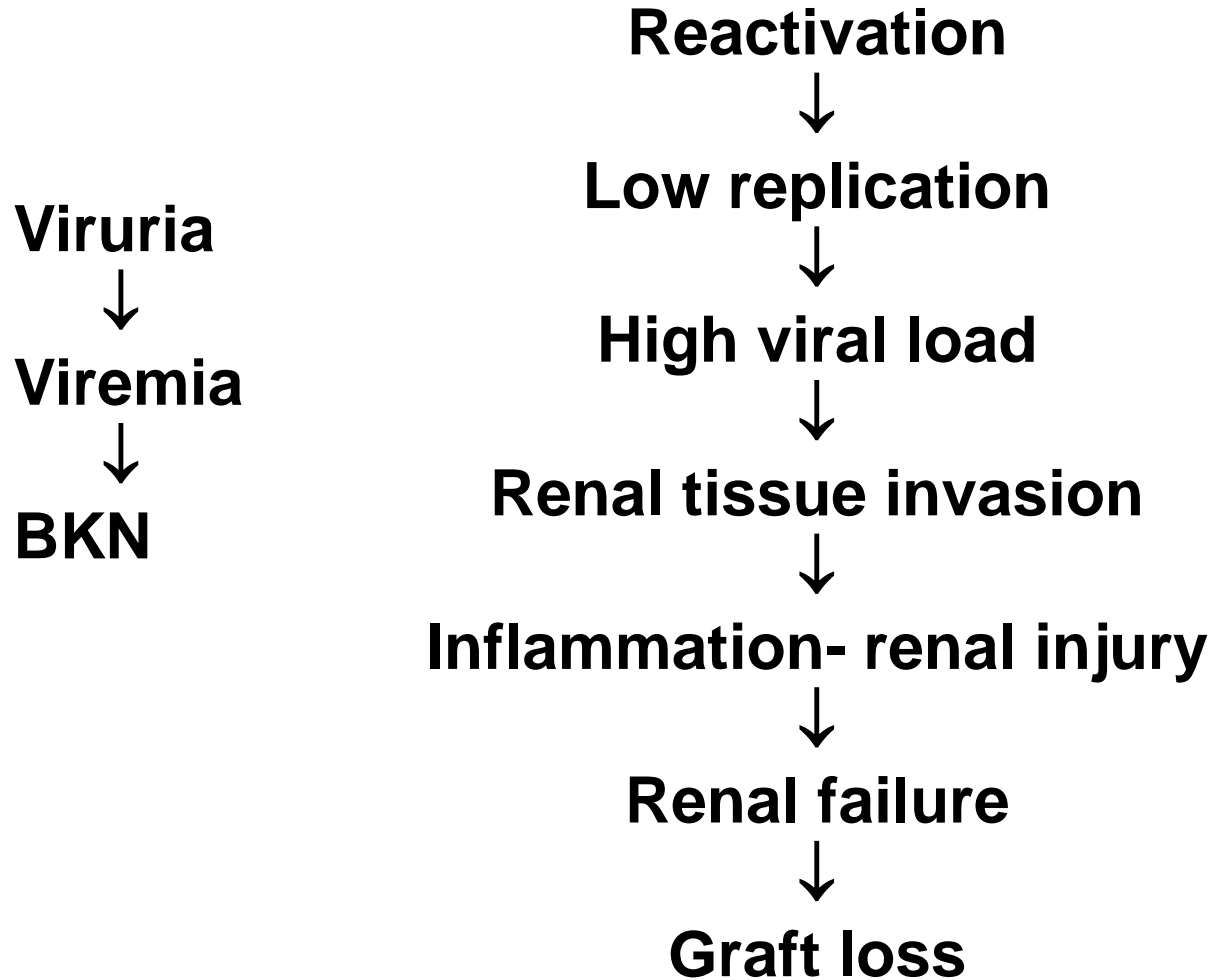 Viruria
↓
Viremia
↓
BKN
Reactivation
↓
Low replication
↓
High viral load
↓
Renal tissue invasion
↓
Inflammation- renal injury
↓
Renal failure
↓
Graft loss